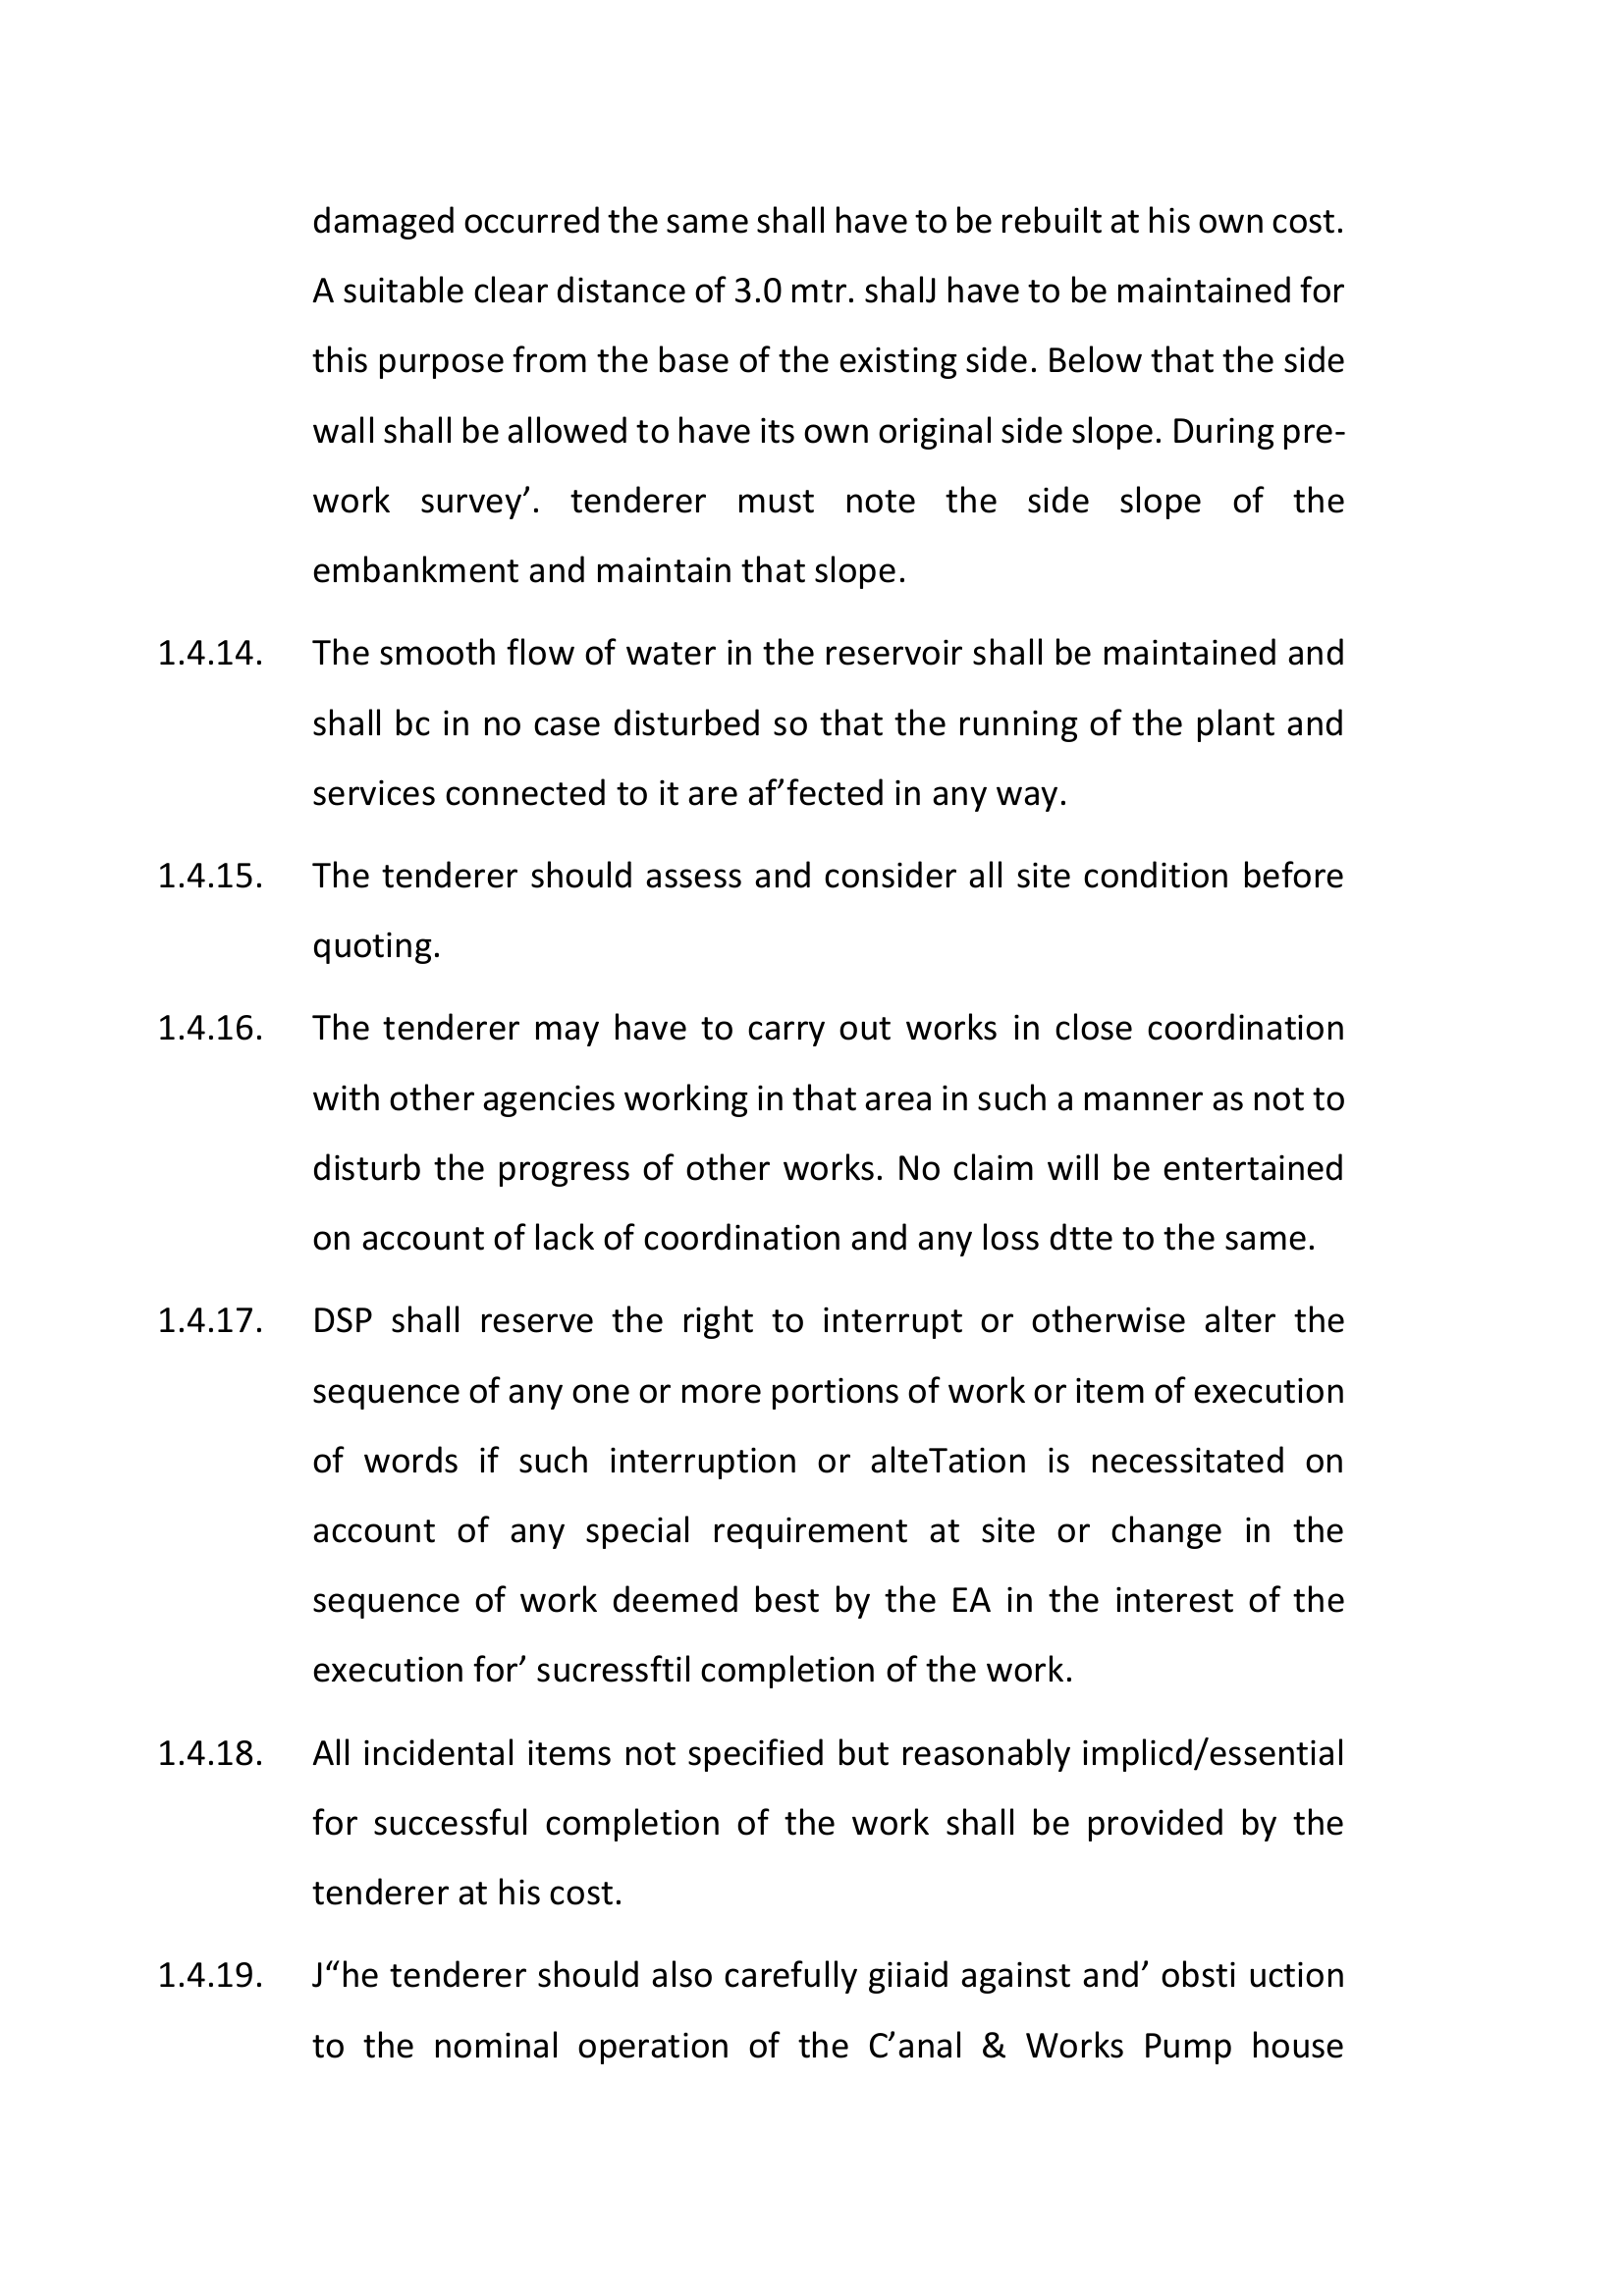 damaged occurred the same shall have to be rebuilt at his own cost.
A suitable clear distance of 3.0 mtr. shalJ have to be maintained for
this purpose from the base of the existing side. Below that the side
wall shall be allowed to have its own original side slope. During pre-
work survey’. tenderer must note the side slope of the
embankment and maintain that slope.
1.4.14. The smooth flow of water in the reservoir shall be maintained and
shall bc in no case disturbed so that the running of the plant and
services connected to it are af’fected in any way.
1.4.15. The tenderer should assess and consider all site condition before
quoting.
1.4.16. The tenderer may have to carry out works in close coordination
with other agencies working in that area in such a manner as not to
disturb the progress of other works. No claim will be entertained
on account of lack of coordination and any loss dtte to the same.
1.4.17. DSP shall reserve the right to interrupt or otherwise alter the
sequence of any one or more portions of work or item of execution
of words if such interruption or alteTation is necessitated on
account of any special requirement at site or change in the
sequence of work deemed best by the EA in the interest of the
execution for’ sucressftil completion of the work.
1.4.18. All incidental items not specified but reasonably implicd/essential
for successful completion of the work shall be provided by the
tenderer at his cost.
1.4.19. J“he tenderer should also carefully giiaid against and’ obsti uction
to the nominal operation of the C’anal & Works Pump house